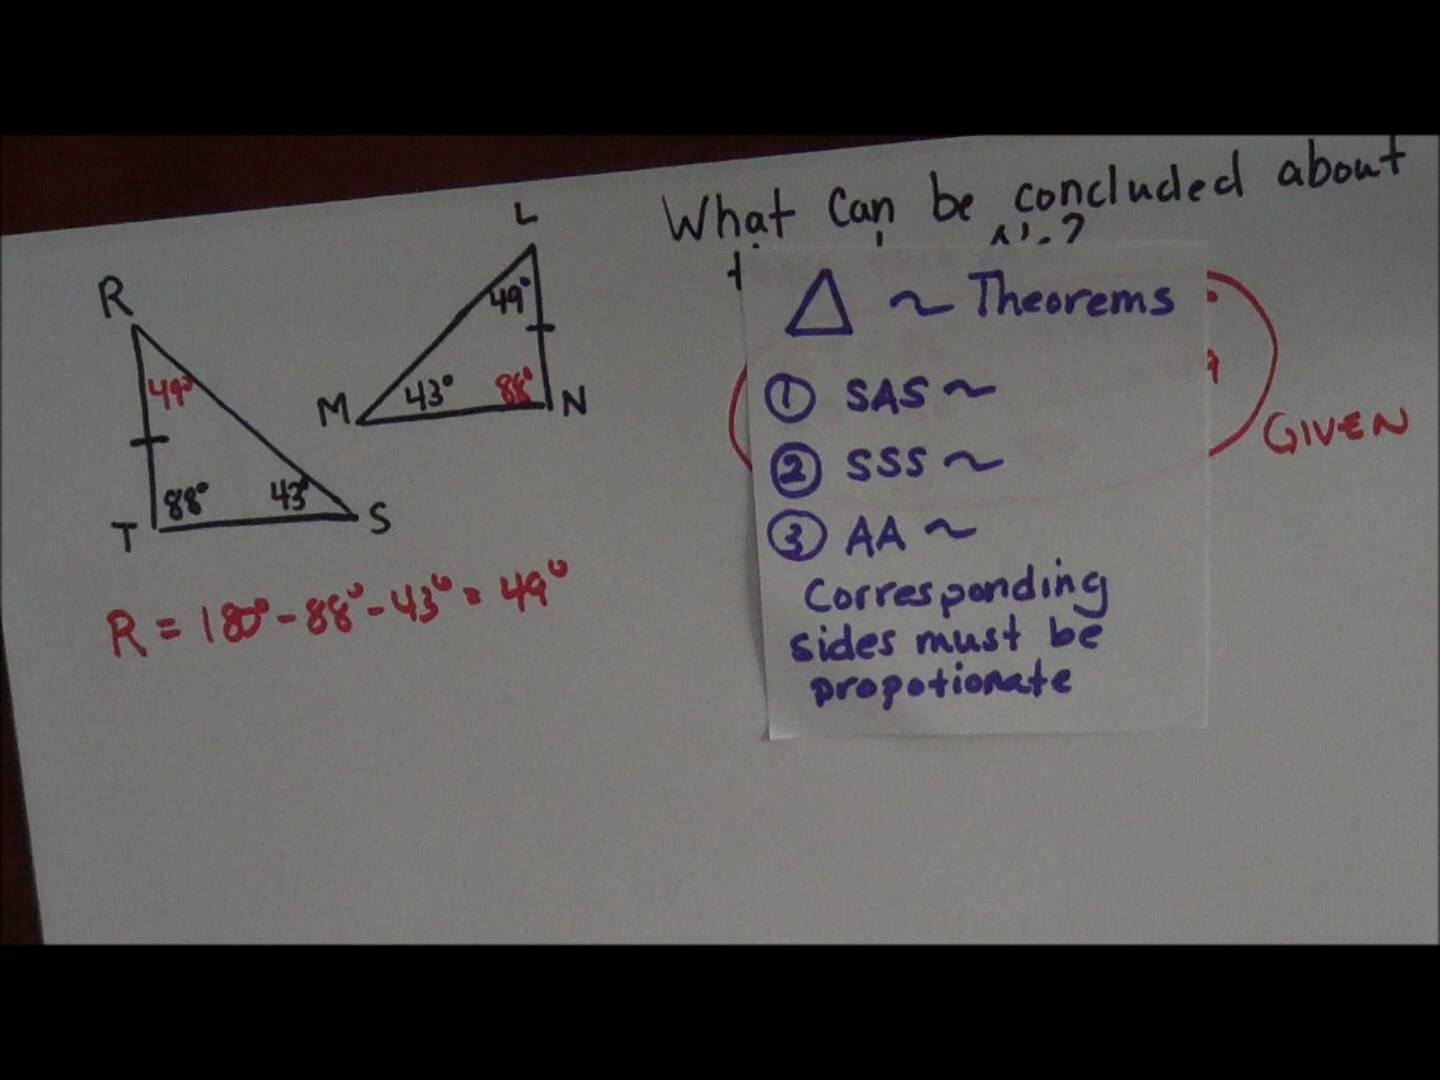 What can be concluded about
R
49°
T
88°
43°
S
L
49°
M
43°
88°
N
R = 180° - 88° - 43° = 49°
△ ~ Theorems
① SAS ~
② SSS ~
③ AA ~
Corresponding
sides must be
propotionate
GIVEN